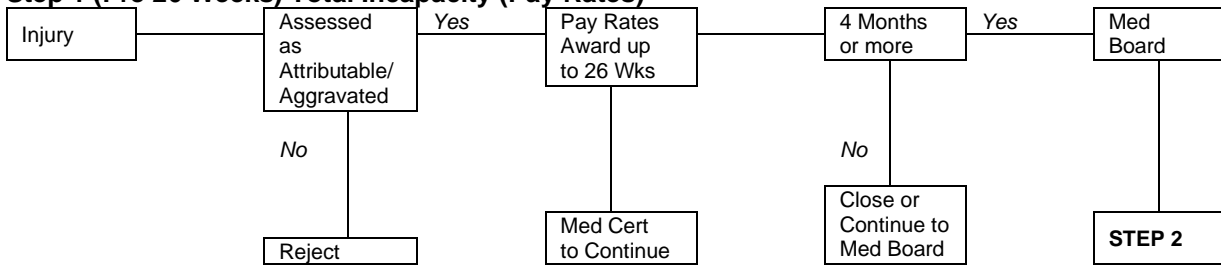 Step 1 (Pre 26 Weeks) Total Incapacity (Pay Rates)
Injury
Assessed
as
Attributable/
Aggravated
Yes
Pay Rates
Award up
to 26 Wks
4 Months
or more
Yes
Med
Board
No
No
Reject
Med Cert
to Continue
Close or
Continue to
Med Board
STEP 2